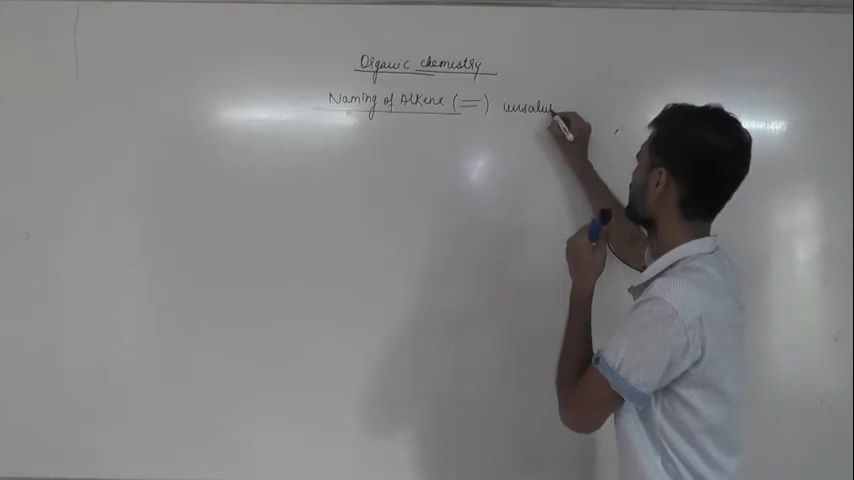 Organic chemistry
Naming of Alkene (=)